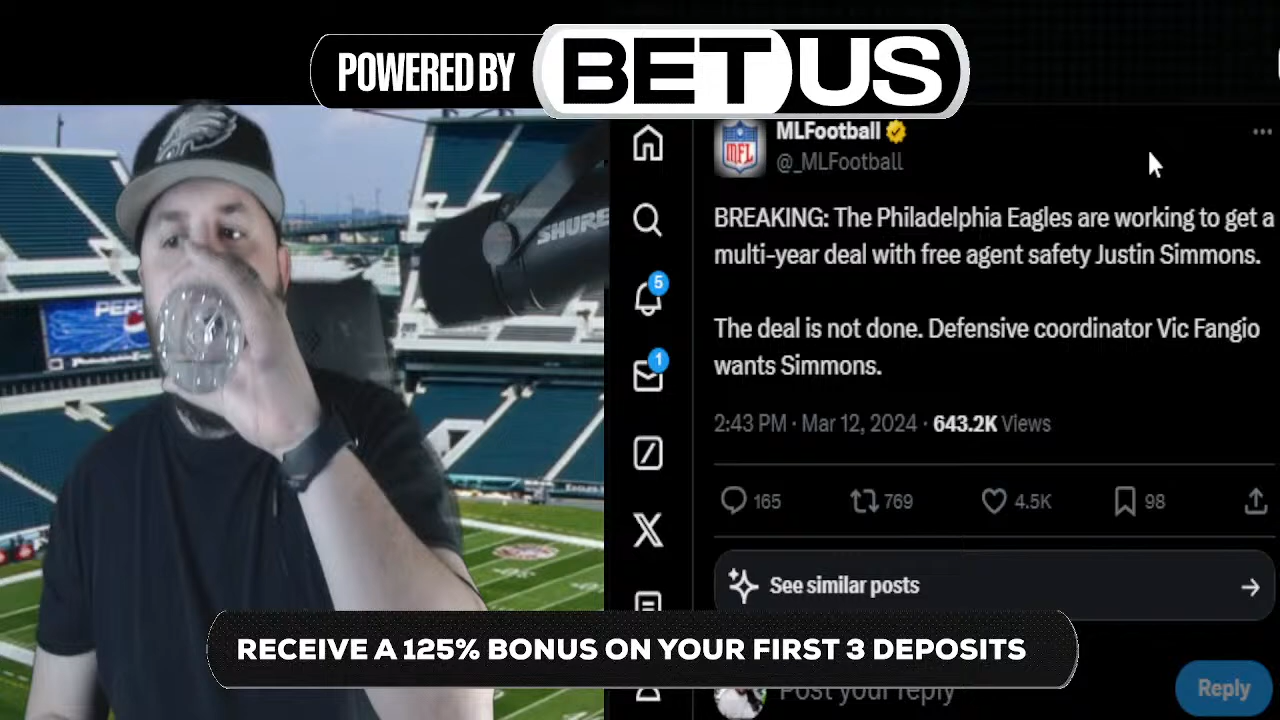 POWERED BY BETUS
MLFootball
@_MLFootball
BREAKING: The Philadelphia Eagles are working to get a
multi-year deal with free agent safety Justin Simmons.
The deal is not done. Defensive coordinator Vic Fangio
wants Simmons.
2:43 PM · Mar 12, 2024 · 643.2K Views
165 769 4.5K 98
See similar posts
RECEIVE A 125% BONUS ON YOUR FIRST 3 DEPOSITS
Post your reply
Reply
MFL
5
1
SHURE
PEPS